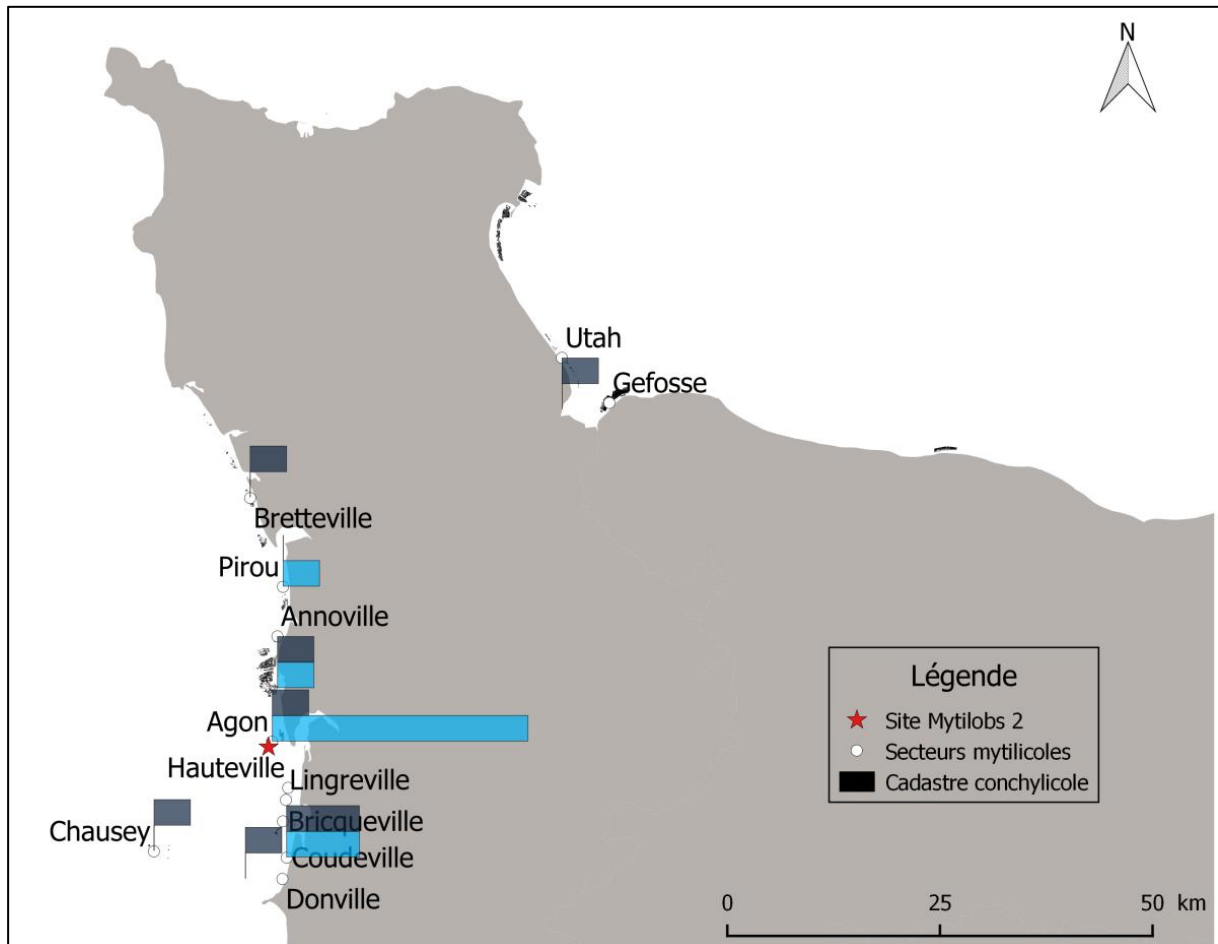 N
Utah
Gefosse
Bretteville
Pirou
Annoville
Agon
Hauteville
Lingreville
Chausey
Bricqueville
Coudeville
Donville
Légende
Site Mytilobs 2
Secteurs mytilicoles
Cadastre conchylicole
0 25 50 km